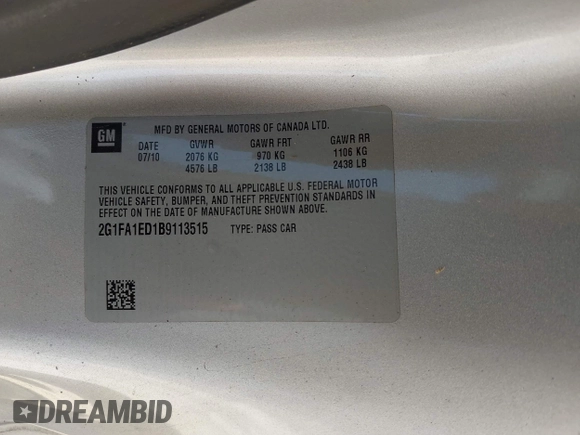 GM
MFD BY GENERAL MOTORS OF CANADA LTD.
DATE GVWR GAWR FRT GAWR RR
07/10 2076 KG 970 KG 1106 KG
4576 LB 2138 LB 2438 LB
THIS VEHICLE CONFORMS TO ALL APPLICABLE U.S. FEDERAL MOTOR
VEHICLE SAFETY, BUMPER, AND THEFT PREVENTION STANDARDS IN
EFFECT ON THE DATE OF MANUFACTURE SHOWN ABOVE.
2G1FA1ED1B9113515 TYPE: PASS CAR
DREAMBID